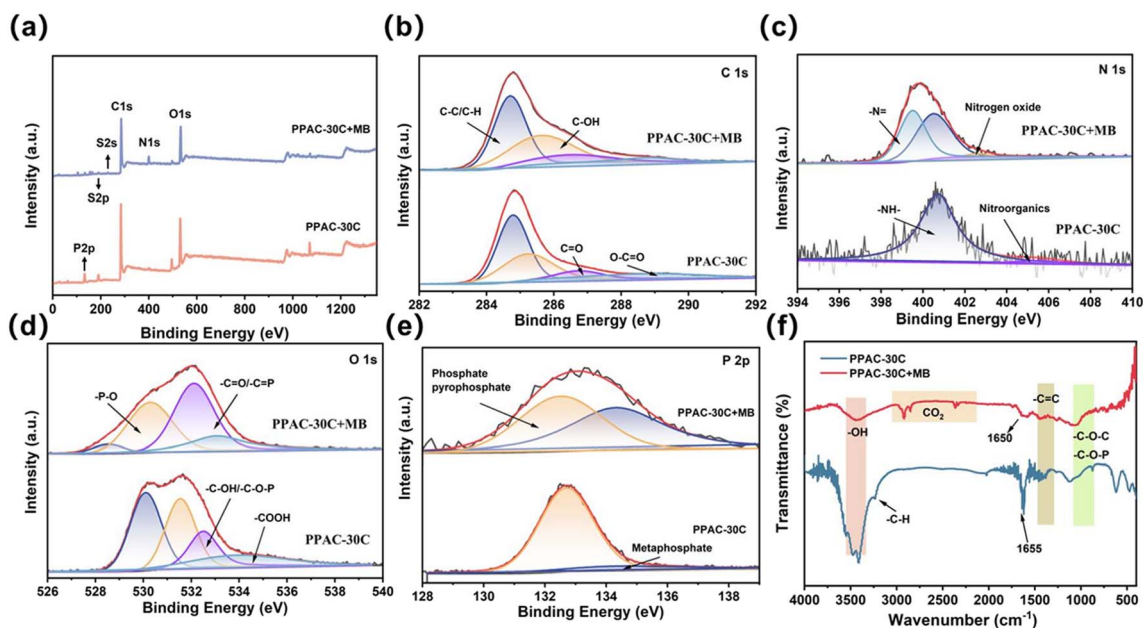 (a)
Intensity (a.u.)
C1s
O1s
S2s
N1s
PPAC-30C+MB
S2p
P2p
PPAC-30C
0 200 400 600 800 1000 1200
Binding Energy (eV)
(b)
Intensity (a.u.)
C 1s
C-C/C-H
C-OH
PPAC-30C+MB
C=O
O-C=O
PPAC-30C
282 284 286 288 290 292
Binding Energy (eV)
(c)
Intensity (a.u.)
N 1s
-N=
Nitrogen oxide
PPAC-30C+MB
-NH-
Nitroorganics
PPAC-30C
394 396 398 400 402 404 406 408 410
Binding Energy (eV)
(d)
Intensity (a.u.)
O 1s
-P-O
-C=O/-C=P
PPAC-30C+MB
-C-OH/-C-O-P
-COOH
PPAC-30C
526 528 530 532 534 536 538 540
Binding Energy (eV)
(e)
Intensity (a.u.)
P 2p
Phosphate
pyrophosphate
PPAC-30C+MB
PPAC-30C
Metaphosphate
128 130 132 134 136 138
Binding Energy (eV)
(f)
Transmittance (%)
PPAC-30C
PPAC-30C+MB
-OH
CO2
-C=C
1650
-C-O-C
-C-O-P
-C-H
1655
4000 3500 3000 2500 2000 1500 1000 500
Wavenumber (cm-1)